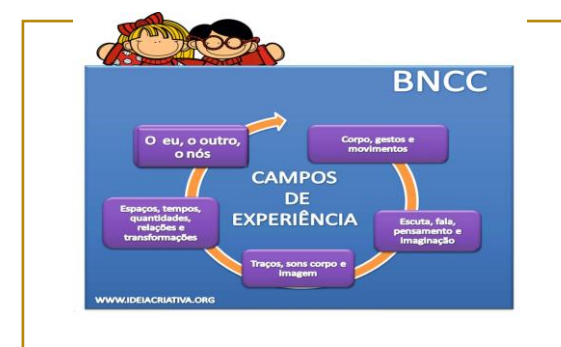 BNCC
O eu, o outro,
o nós
Corpo, gestos e
movimentos
CAMPOS
DE
EXPERIÊNCIA
Espaços, tempos,
quantidades,
relações e
transformações
Escuta, fala,
pensamento e
Imaginação
Traços, sons corpo e
Imagem
WWW.IDEIACRIATIVA.ORG